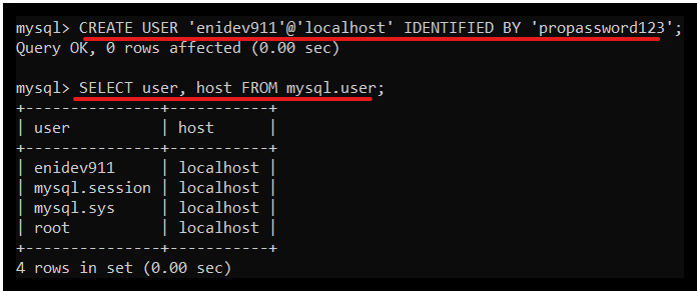 mysql> CREATE USER 'enidev911'@'localhost' IDENTIFIED BY 'propassword123';
Query OK, 0 rows affected (0.00 sec)
mysql> SELECT user, host FROM mysql.user;
+---------------+-----------+
| user          | host      |
+---------------+-----------+
| enidev911     | localhost |
| mysql.session | localhost |
| mysql.sys     | localhost |
| root          | localhost |
+---------------+-----------+
4 rows in set (0.00 sec)